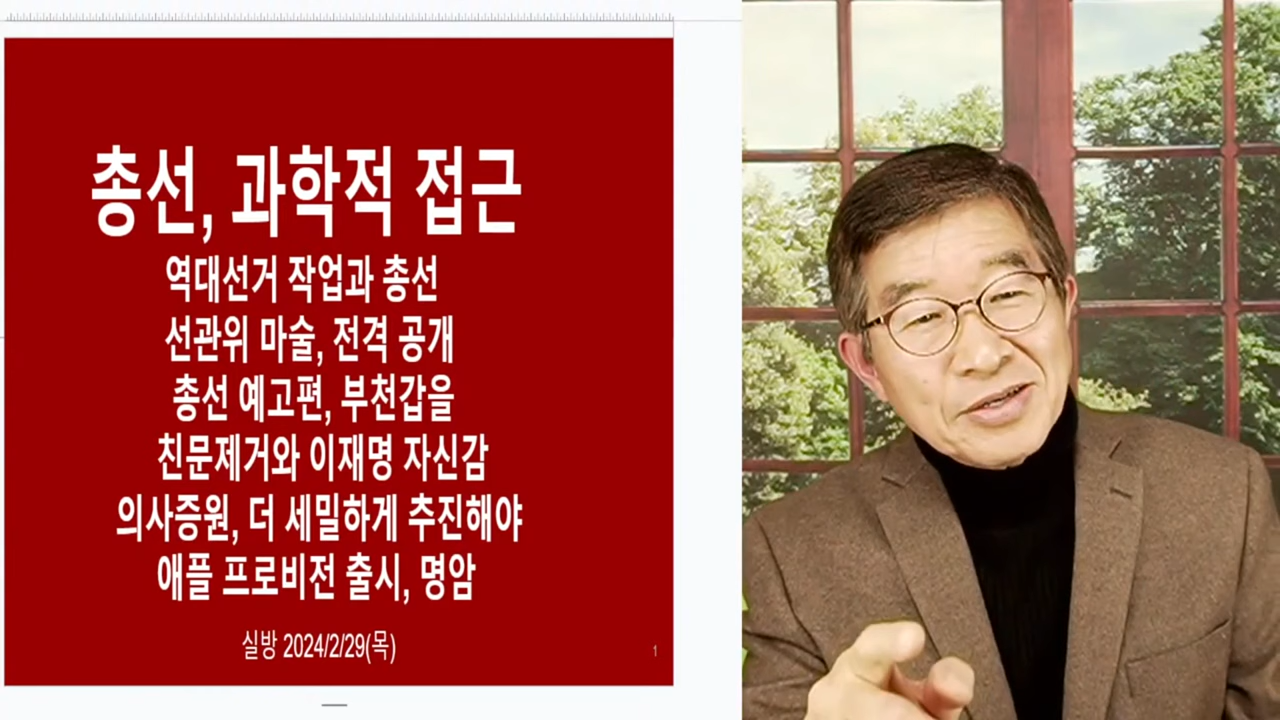 총선, 과학적 접근
역대선거 작업과 총선
선관위 마술, 전격 공개
총선 예고편, 부천갑을
친문제거와 이재명 자신감
의사증원, 더 세밀하게 추진해야
애플 프로비전 출시, 명암
실방 2024/2/29(목)
1